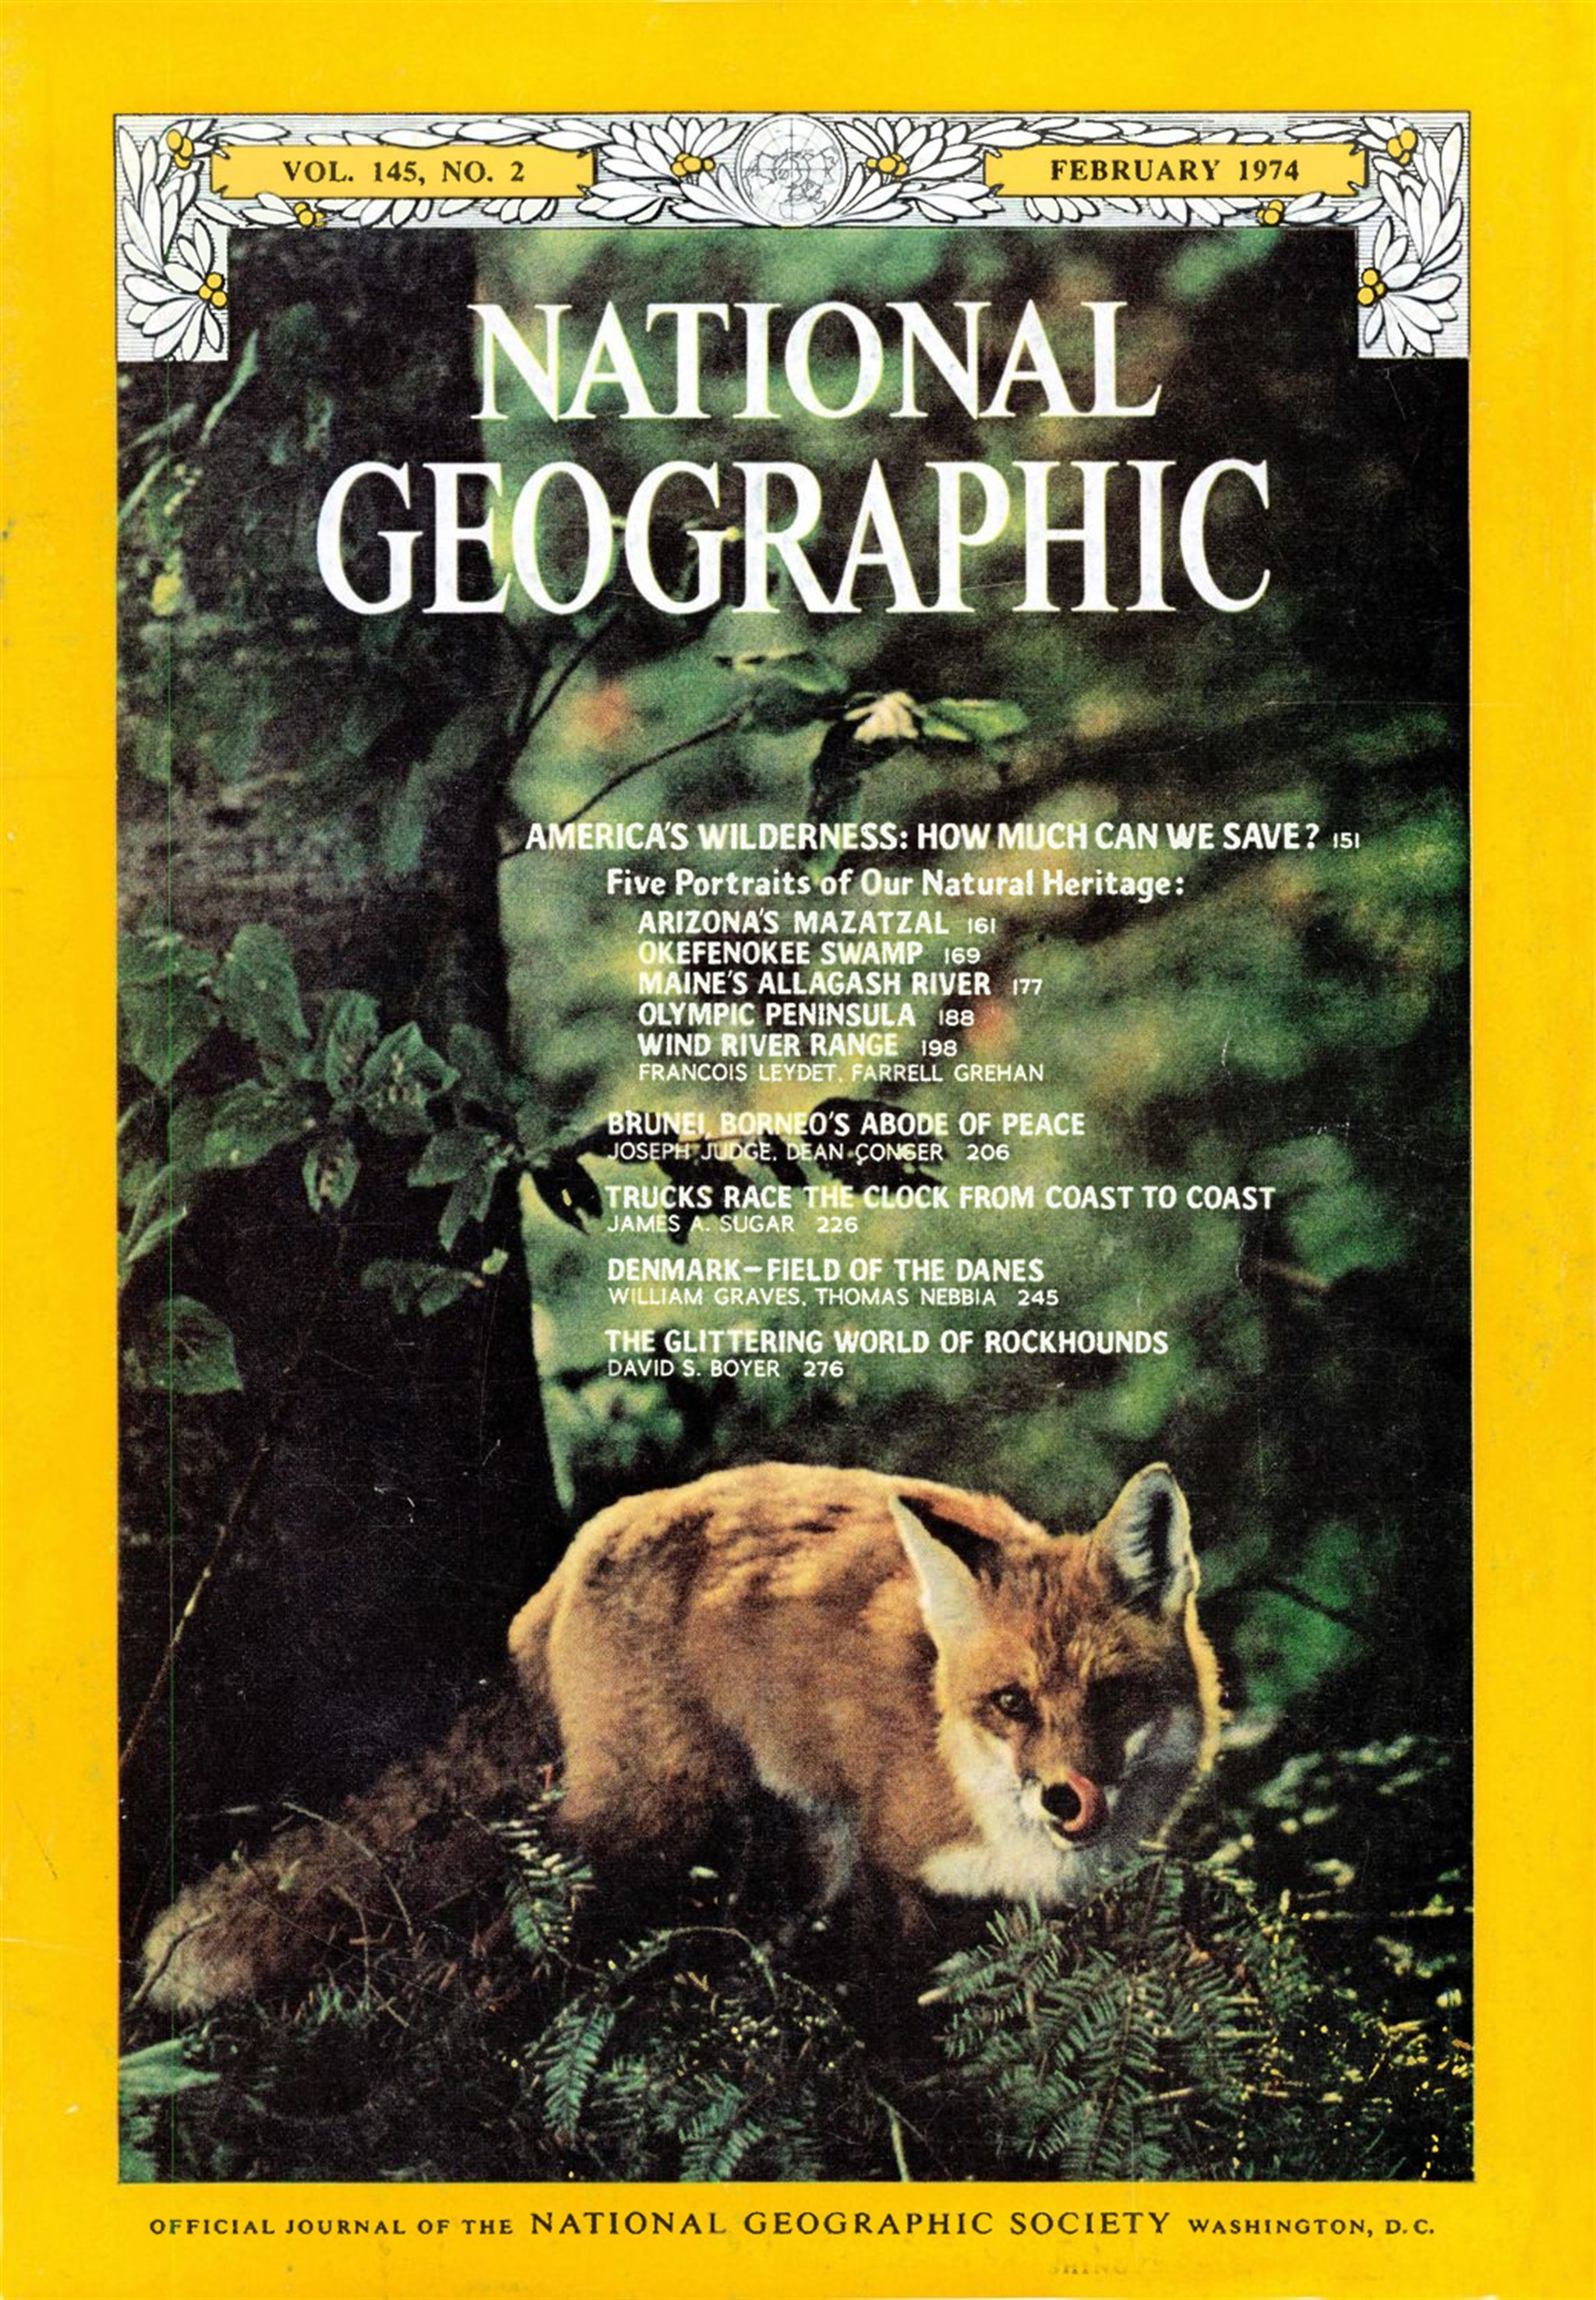 VOL. 145, NO. 2
FEBRUARY 1974
NATIONAL
GEOGRAPHIC
AMERICA'S WILDERNESS: HOW MUCH CAN WE SAVE? 151
Five Portraits of Our Natural Heritage:
ARIZONA'S MAZATZAL 161
OKEFENOKEE SWAMP 169
MAINE'S ALLAGASH RIVER 177
OLYMPIC PENINSULA 188
WIND RIVER RANGE 198
FRANCOIS LEYDET, FARRELL GREHAN
BRUNEI, BORNEO'S ABODE OF PEACE
JOSEPH JUDGE, DEAN CONGER 206
TRUCKS RACE THE CLOCK FROM COAST TO COAST
JAMES A. SUGAR 226
DENMARK—FIELD OF THE DANES
WILLIAM GRAVES, THOMAS NEBBIA 245
THE GLITTERING WORLD OF ROCKHOUNDS
DAVID S. BOYER 276
OFFICIAL JOURNAL OF THE NATIONAL GEOGRAPHIC SOCIETY WASHINGTON, D.C.